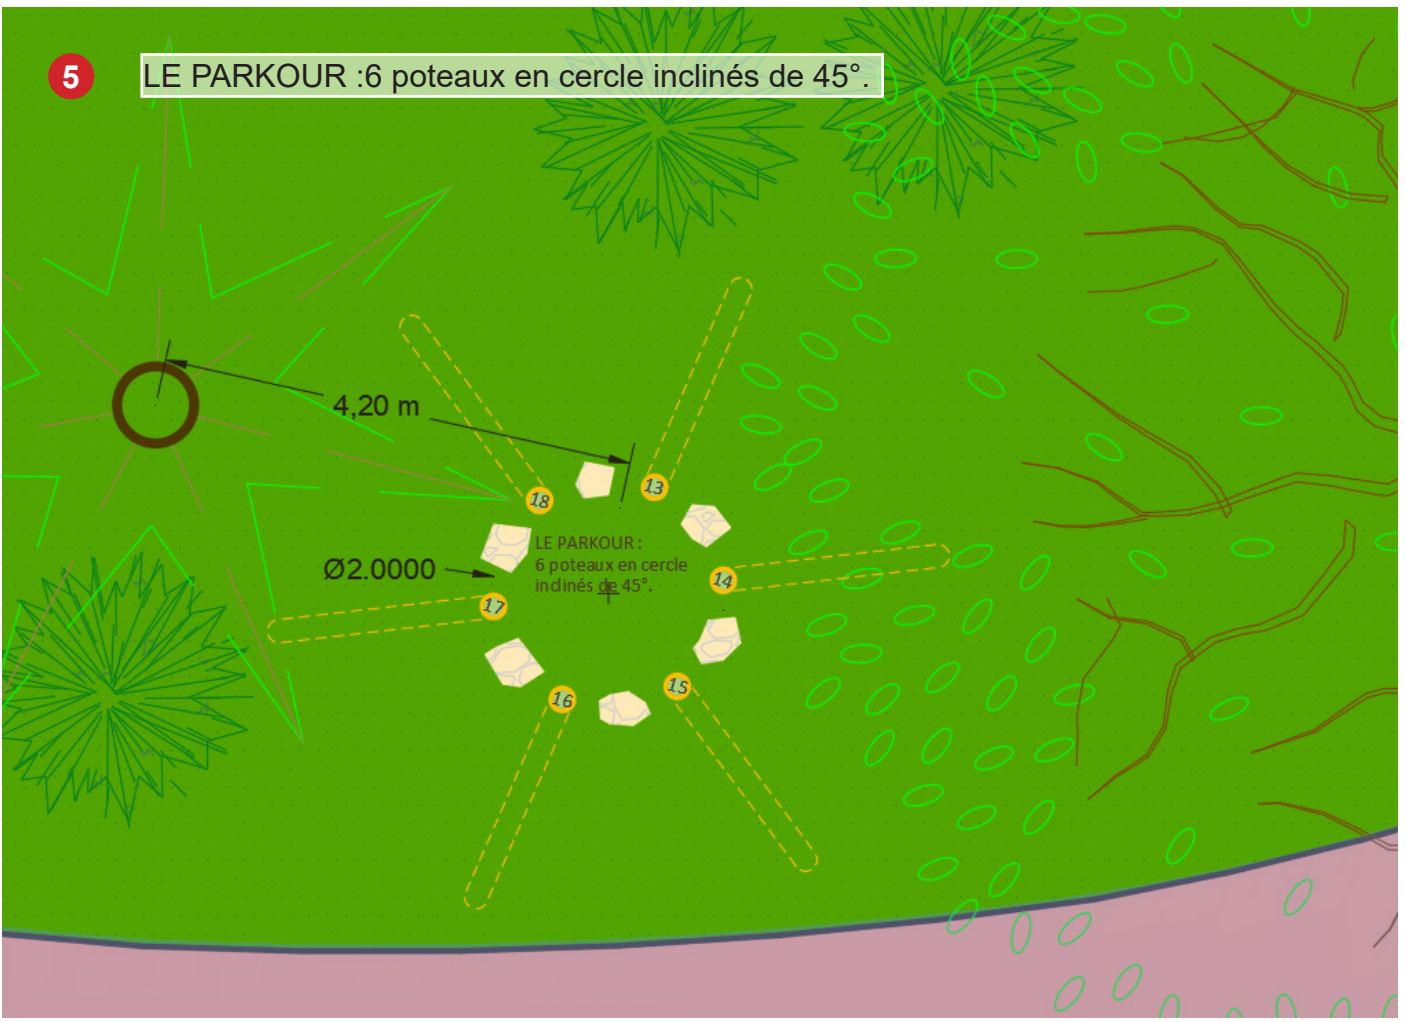 5
LE PARKOUR :6 poteaux en cercle inclinés de 45°.
4,20 m
18
13
LE PARKOUR :
6 poteaux en cercle
inclinés de 45°.
Ø2.0000
14
17
15
16